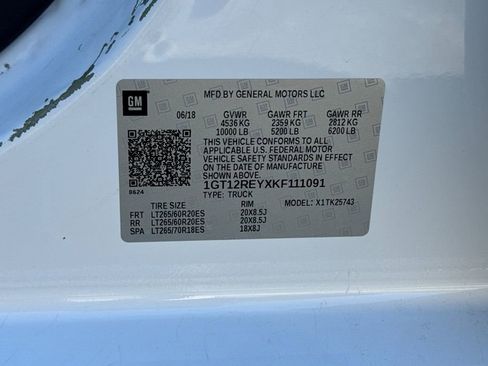 GM
MFD BY GENERAL MOTORS LLC
06/18 GVWR GAWR FRT GAWR RR
4536 KG 2359 KG 2812 KG
10000 LB 5200 LB 6200 LB
THIS VEHICLE CONFORMS TO ALL
APPLICABLE U.S. FEDERAL MOTOR
VEHICLE SAFETY STANDARDS IN EFFECT
ON THE DATE OF MANUFACTURE
SHOWN ABOVE.
1GT12REYXKF111091
8624 TYPE: TRUCK
TIRE SIZE RIM MODEL: X1TK25743
FRT LT265/60R20ES 20X8.5J
RR LT265/60R20ES 20X8.5J
SPA LT265/70R18ES 18X8J